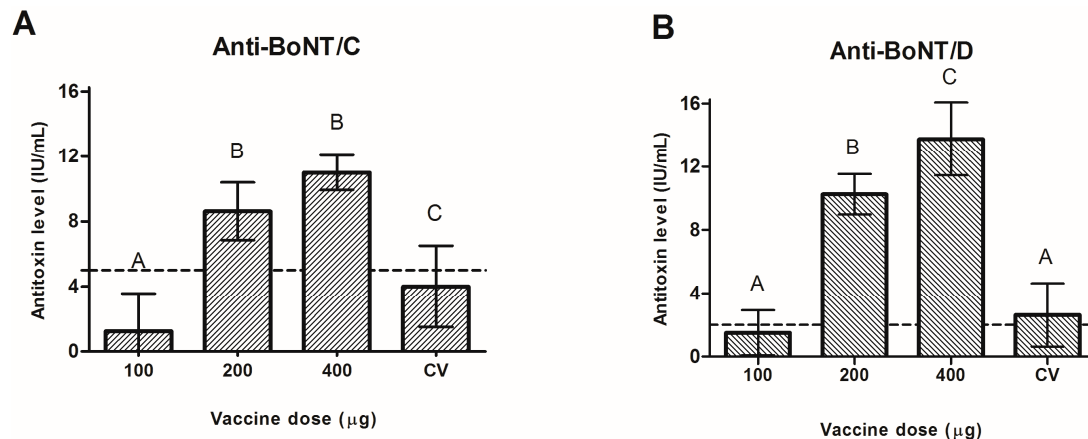 A
Anti-BoNT/C
Antitoxin level (IU/mL)
16
12
8
4
0
A
B
B
C
100 200 400 CV
Vaccine dose (μg)
B
Anti-BoNT/D
Antitoxin level (IU/mL)
16
12
8
4
0
A
B
C
A
100 200 400 CV
Vaccine dose (μg)